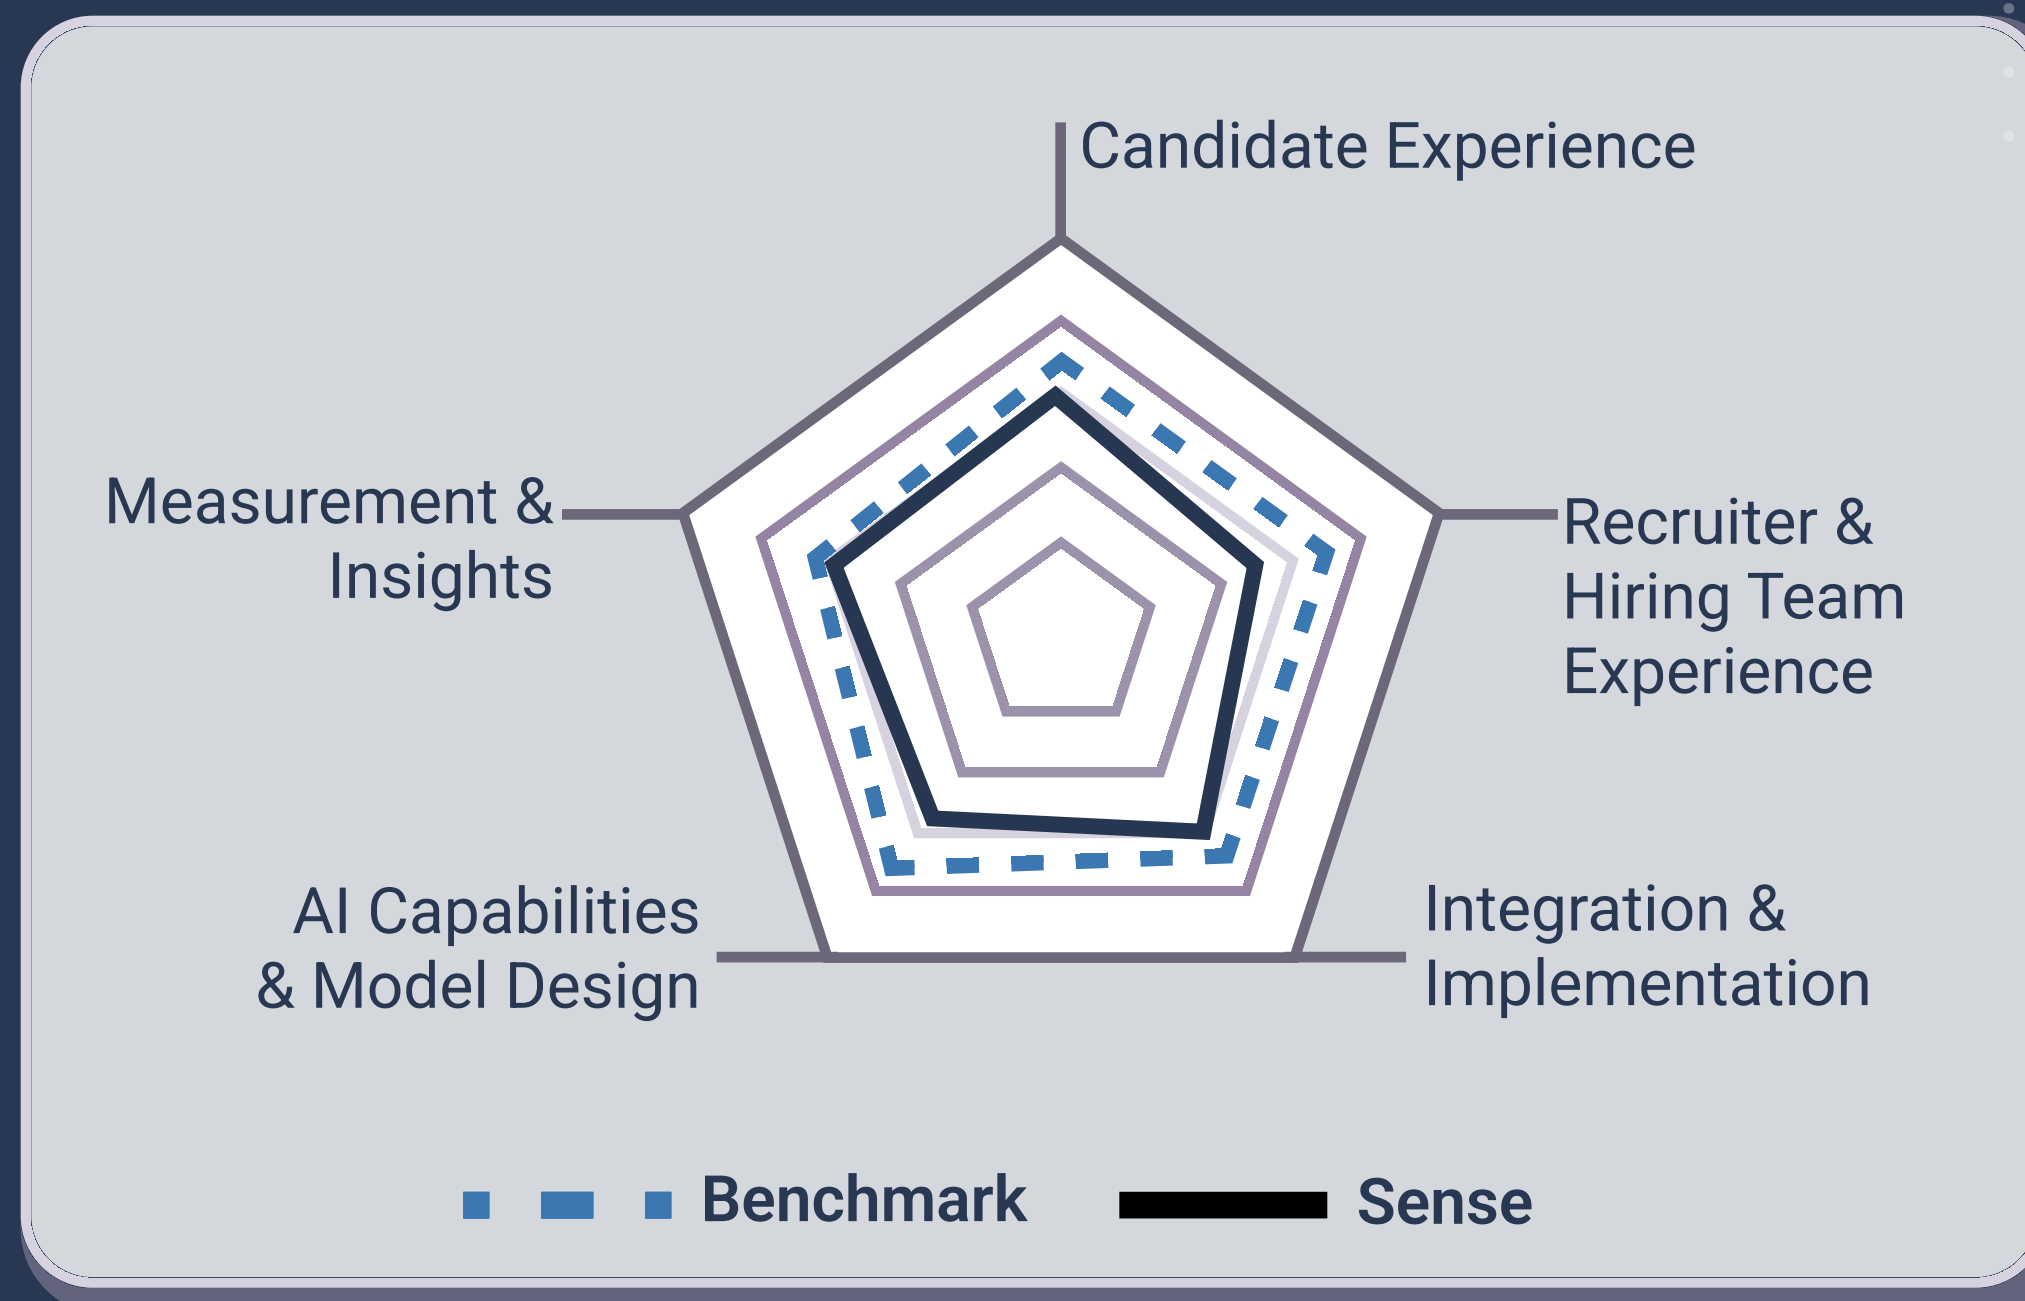 Candidate Experience
Measurement &
Insights
Recruiter &
Hiring Team
Experience
AI Capabilities
& Model Design
Integration &
Implementation
Benchmark
Sense